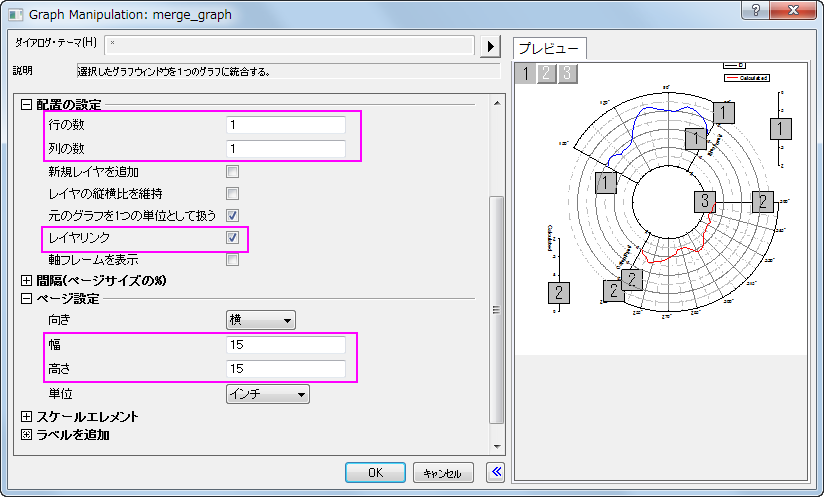 Graph Manipulation: merge_graph
ダイアログ・テーマ(H) *
説明 選択したグラフウィンドウを1つのグラフに統合する。
配置の設定
行の数 1
列の数 1
新規レイヤを追加
レイヤの縦横比を維持
元のグラフを1つの単位として扱う
レイヤリンク
軸フレームを表示
間隔(ページサイズの%)
ページ設定
向き 横
幅 15
高さ 15
単位 インチ
スケールエレメント
ラベルを追加
OK キャンセル
プレビュー
1 2 3
Calculated
90°
120°
1
1
1
1
3
2
Calculated
2
2
2
270°